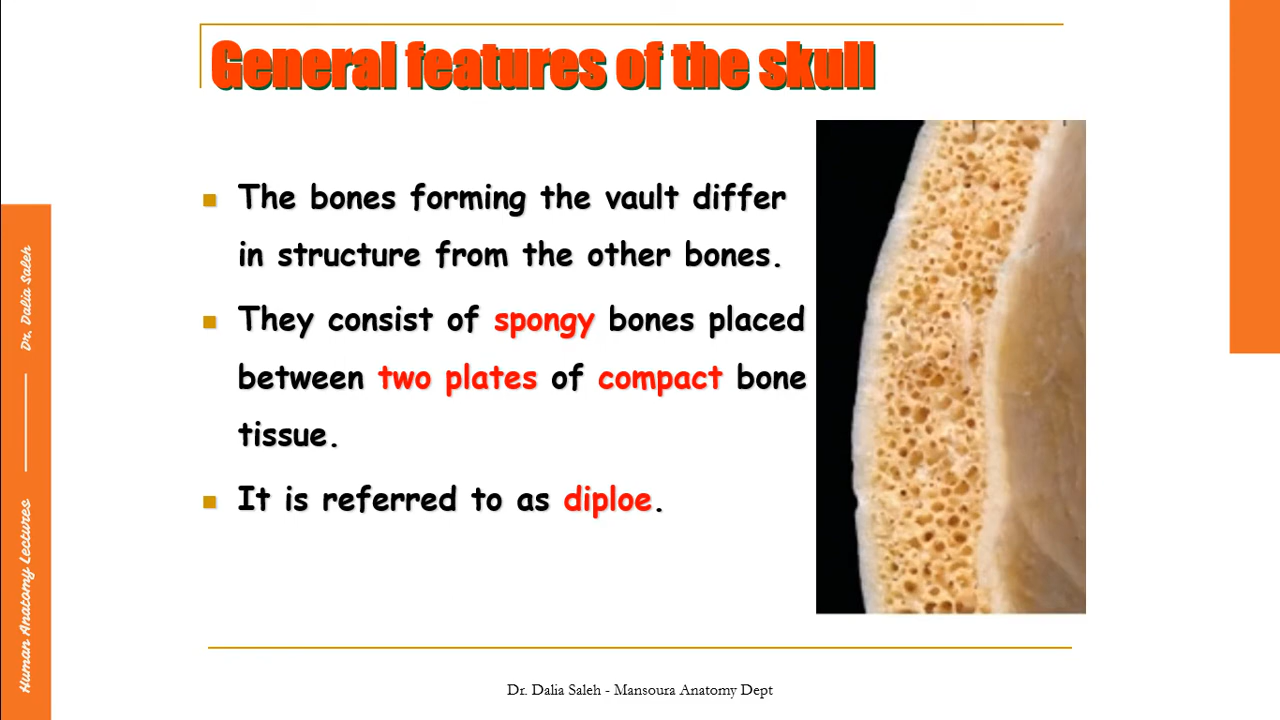 General features of the skull
The bones forming the vault differ
in structure from the other bones.
They consist of spongy bones placed
between two plates of compact bone
tissue.
It is referred to as diploe.
Dr. Dalia Saleh - Mansoura Anatomy Dept
Human Anatomy Lectures
Dr. Dalia Saleh